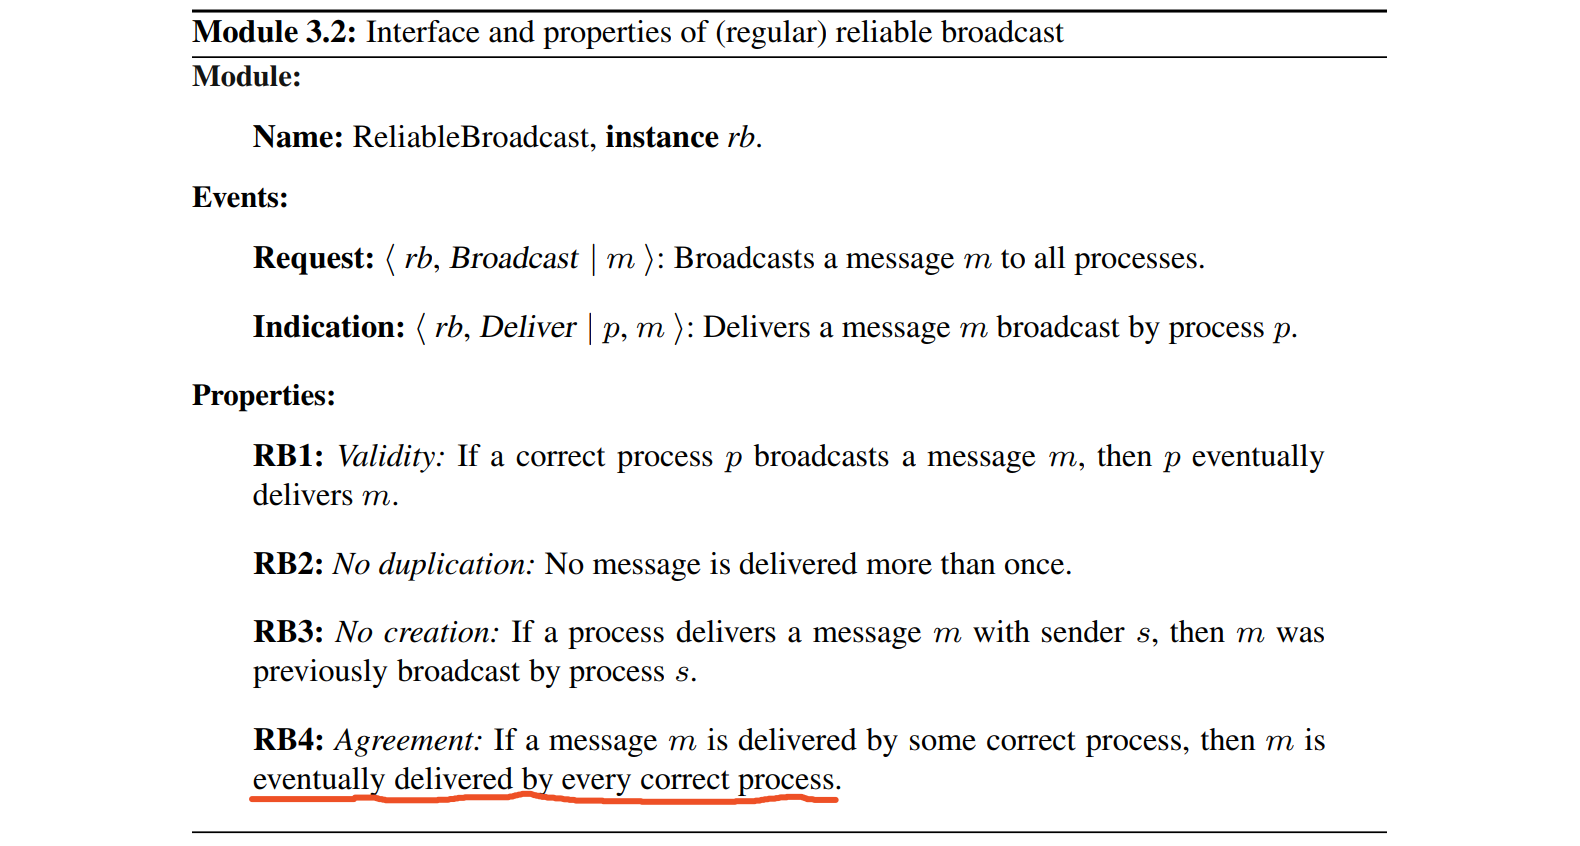 Module 3.2: Interface and properties of (regular) reliable broadcast
Module:
Name: ReliableBroadcast, instance rb.
Events:
Request: ⟨ rb, Broadcast | m ⟩: Broadcasts a message m to all processes.
Indication: ⟨ rb, Deliver | p, m ⟩: Delivers a message m broadcast by process p.
Properties:
RB1: Validity: If a correct process p broadcasts a message m, then p eventually
delivers m.
RB2: No duplication: No message is delivered more than once.
RB3: No creation: If a process delivers a message m with sender s, then m was
previously broadcast by process s.
RB4: Agreement: If a message m is delivered by some correct process, then m is
eventually delivered by every correct process.